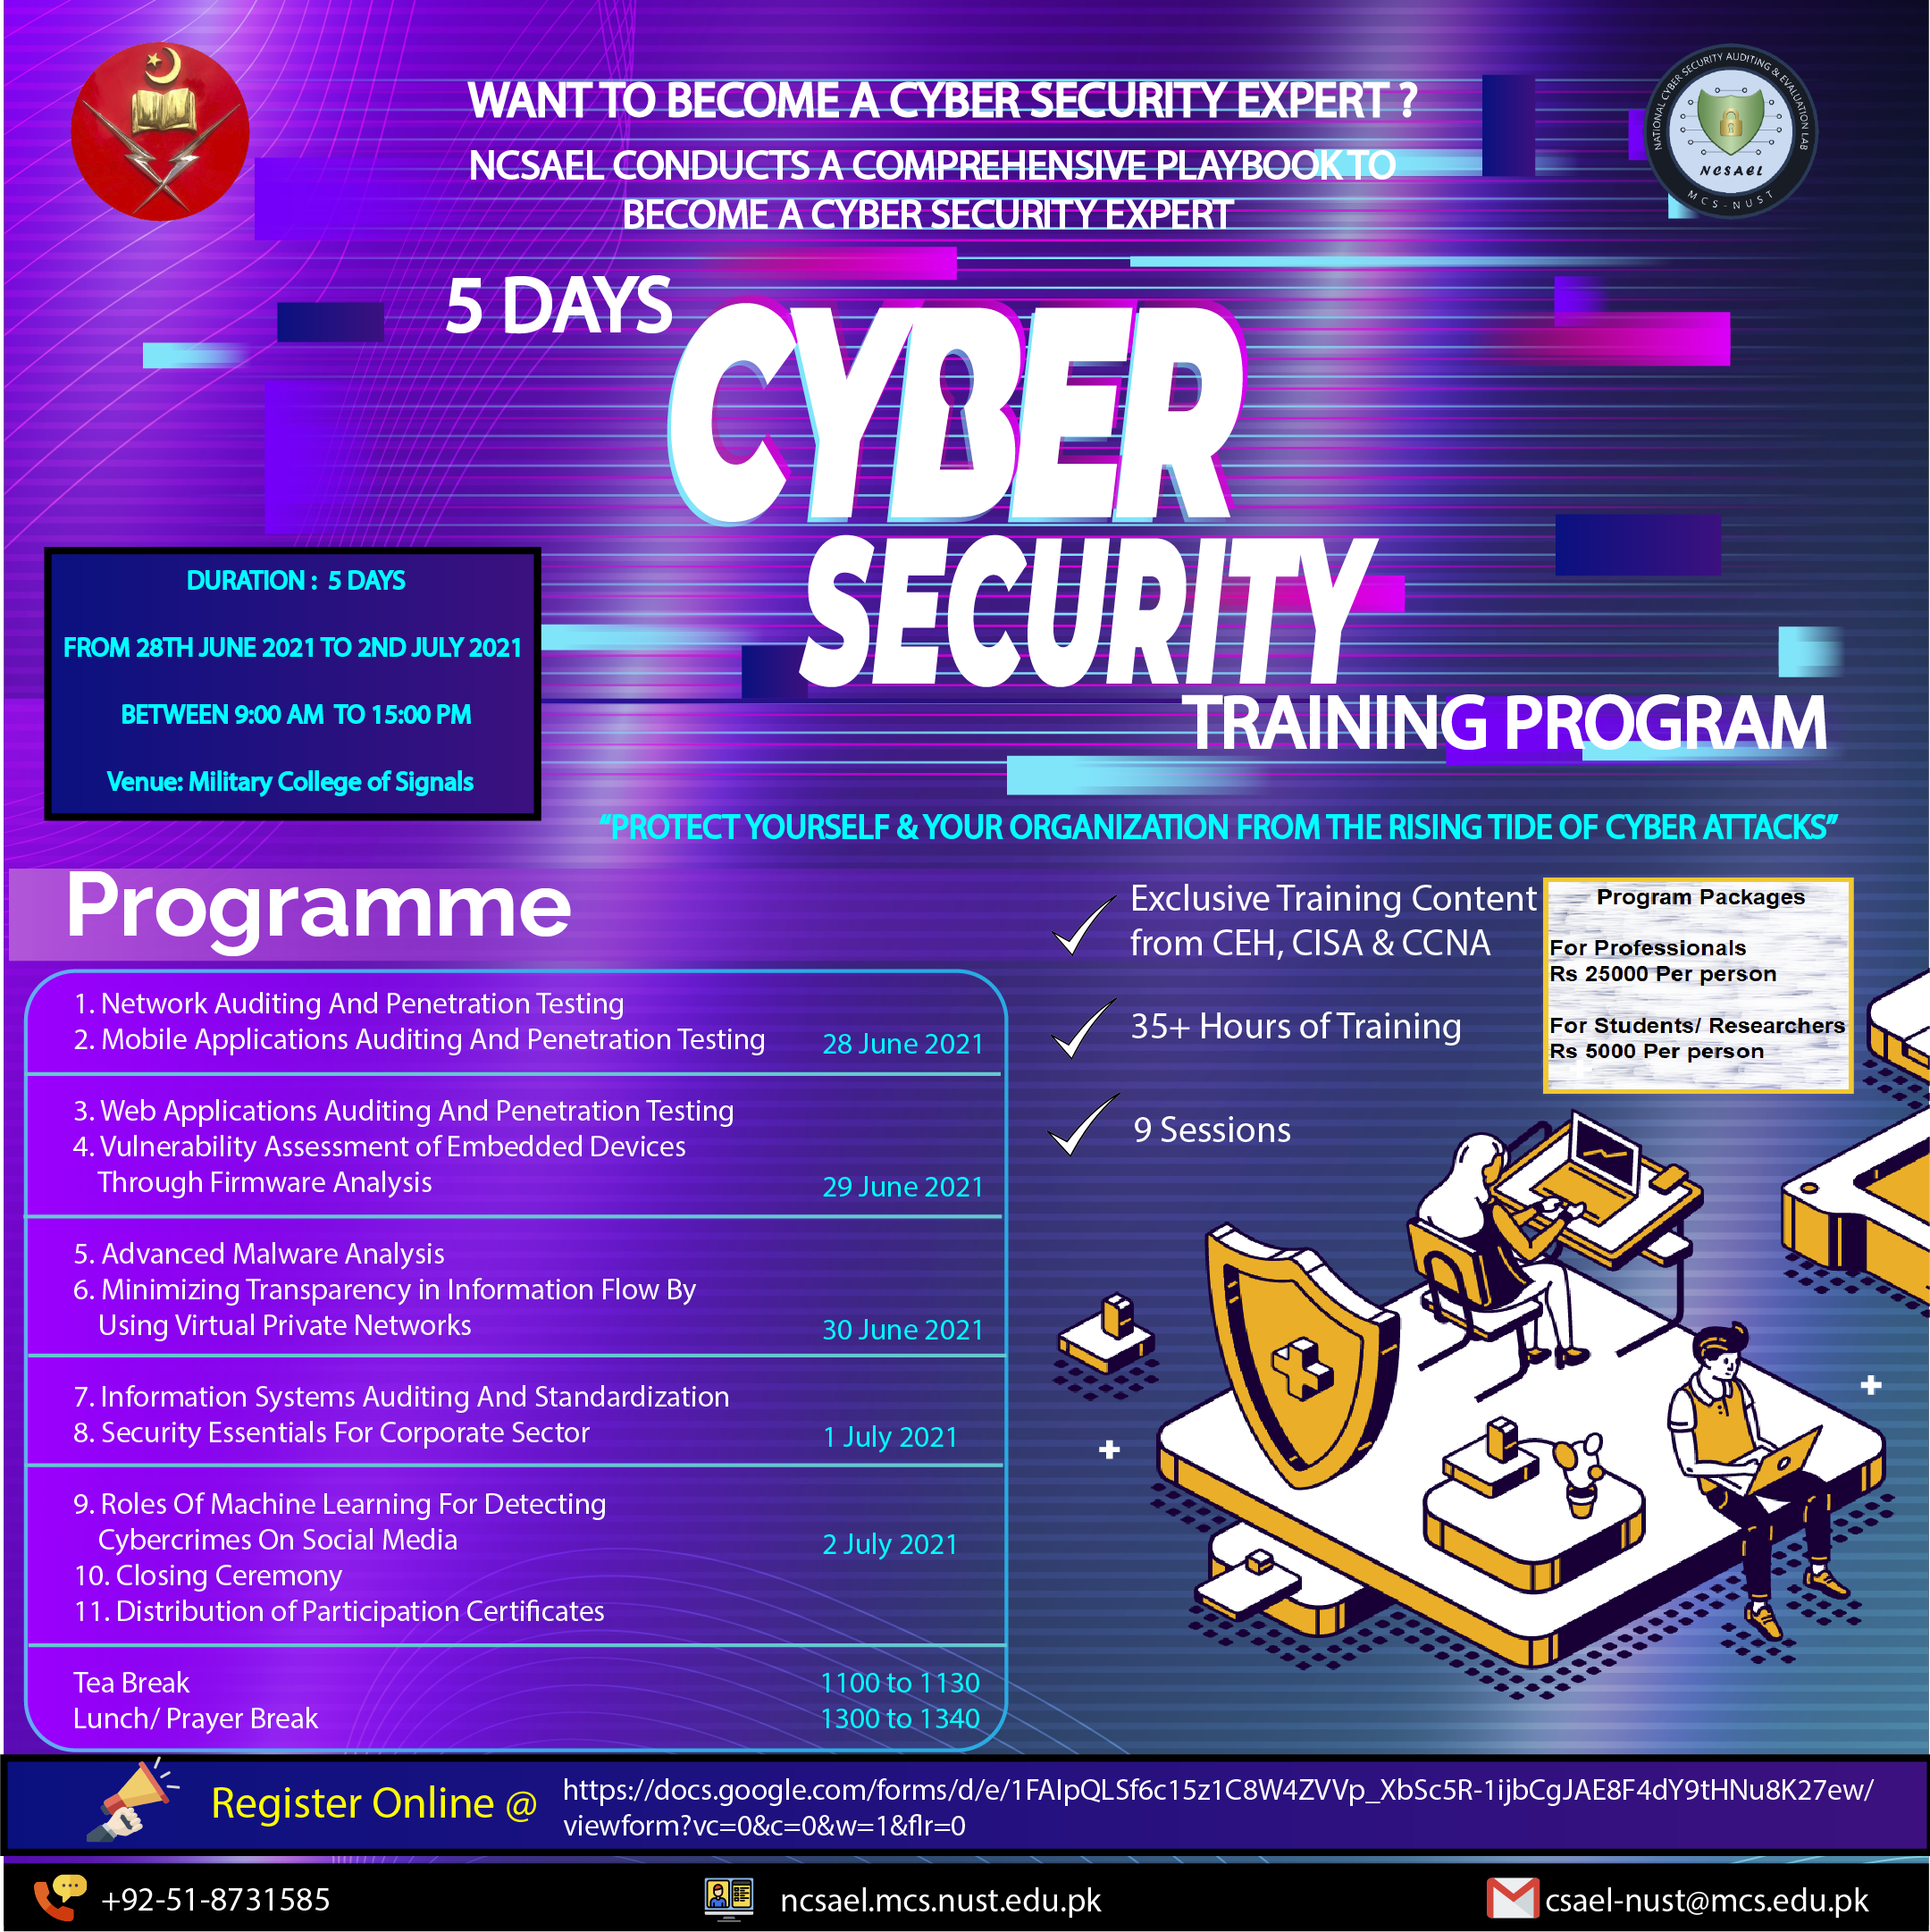 NATIONAL CYBER SECURITY AUDITING & EVALUATION LAB
NCSAEL
MCS-NUST
WANT TO BECOME A CYBER SECURITY EXPERT ?
NCSAEL CONDUCTS A COMPREHENSIVE PLAYBOOK TO
BECOME A CYBER SECURITY EXPERT
5 DAYS
CYBER
SECURITY
TRAINING PROGRAM
"PROTECT YOURSELF & YOUR ORGANIZATION FROM THE RISING TIDE OF CYBER ATTACKS"
DURATION : 5 DAYS
FROM 28TH JUNE 2021 TO 2ND JULY 2021
BETWEEN 9:00 AM TO 15:00 PM
Venue: Military College of Signals
Programme
1. Network Auditing And Penetration Testing
2. Mobile Applications Auditing And Penetration Testing 28 June 2021
3. Web Applications Auditing And Penetration Testing
4. Vulnerability Assessment of Embedded Devices
Through Firmware Analysis 29 June 2021
5. Advanced Malware Analysis
6. Minimizing Transparency in Information Flow By
Using Virtual Private Networks 30 June 2021
7. Information Systems Auditing And Standardization
8. Security Essentials For Corporate Sector 1 July 2021
9. Roles Of Machine Learning For Detecting
Cybercrimes On Social Media 2 July 2021
10. Closing Ceremony
11. Distribution of Participation Certificates
Tea Break 1100 to 1130
Lunch/ Prayer Break 1300 to 1340
Exclusive Training Content
from CEH, CISA & CCNA
35+ Hours of Training
9 Sessions
Program Packages
For Professionals
Rs 25000 Per person
For Students/ Researchers
Rs 5000 Per person
Register Online @
https://docs.google.com/forms/d/e/1FAIpQLSf6c15z1C8W4ZVVp_XbSc5R-1ijbCgJAE8F4dY9tHNu8K27ew/
viewform?vc=0&c=0&w=1&flr=0
+92-51-8731585
ncsael.mcs.nust.edu.pk
csael-nust@mcs.edu.pk